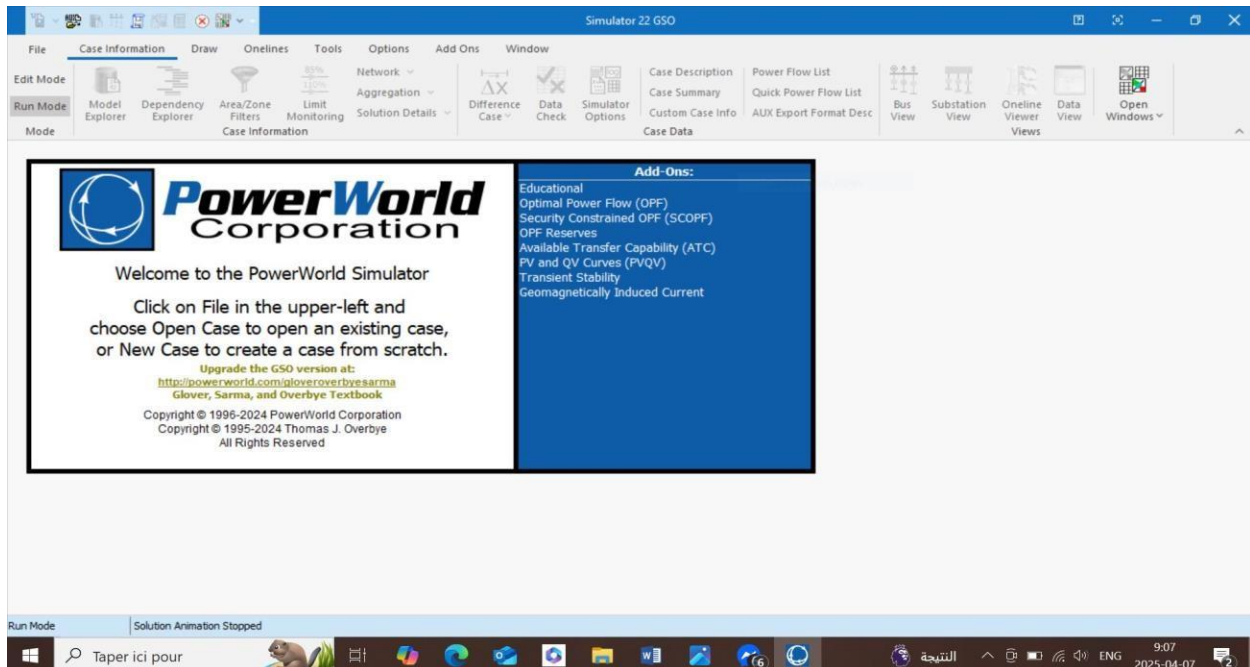 Simulator 22 GSO
File Case Information Draw Onelines Tools Options Add Ons Window
Edit Mode
Run Mode
Mode
Model Explorer
Dependency Explorer
Area/Zone Filters
Limit Monitoring
Network
Aggregation
Solution Details
Case Information
Difference Case
Data Check
Simulator Options
Case Description
Case Summary
Custom Case Info
Power Flow List
Quick Power Flow List
AUX Export Format Desc
Case Data
Bus View
Substation View
Oneline Viewer
Data View
Open Windows
Views
PowerWorld
Corporation
Welcome to the PowerWorld Simulator
Click on File in the upper-left and
choose Open Case to open an existing case,
or New Case to create a case from scratch.
Upgrade the GSO version at:
http://powerworld.com/gloveroverbyesarma
Glover, Sarma, and Overbye Textbook
Copyright © 1996-2024 PowerWorld Corporation
Copyright © 1995-2024 Thomas J. Overbye
All Rights Reserved
Add-Ons:
Educational
Optimal Power Flow (OPF)
Security Constrained OPF (SCOPF)
OPF Reserves
Available Transfer Capability (ATC)
PV and QV Curves (PVQV)
Transient Stability
Geomagnetically Induced Current
Run Mode Solution Animation Stopped
Taper ici pour
النتيجة
ENG
9:07
2025-04-07